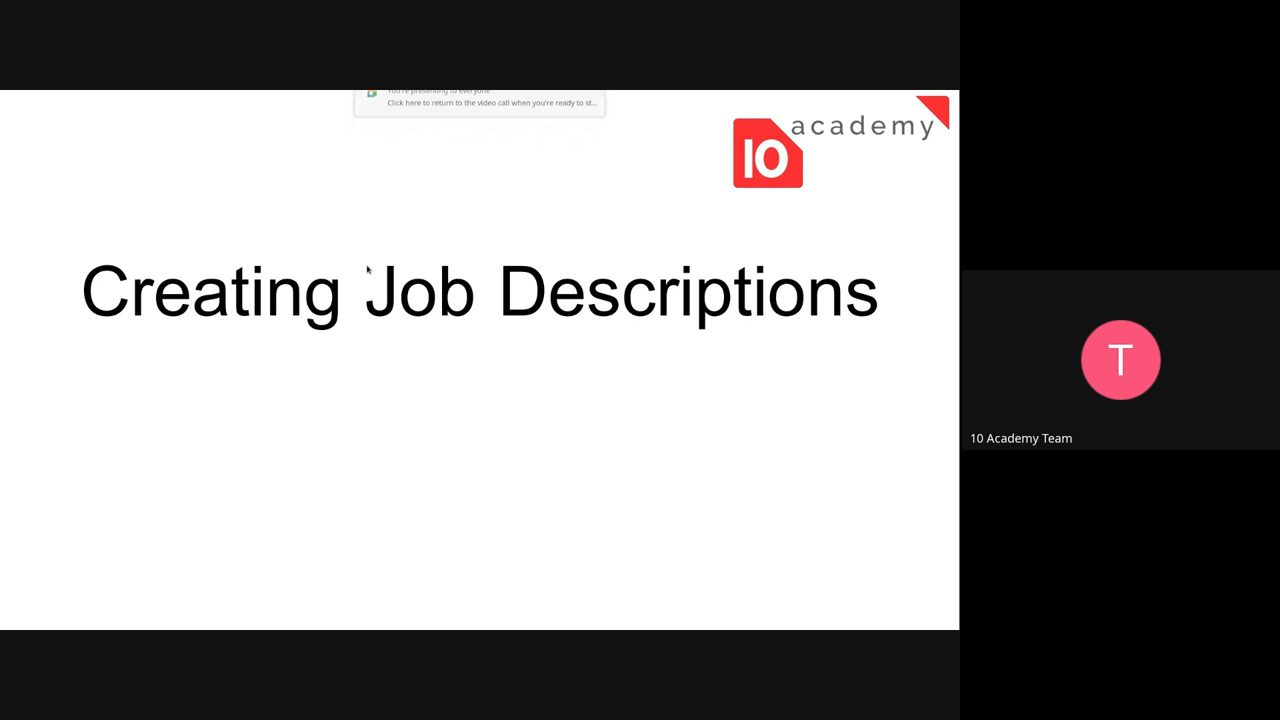 You're presenting to everyone
Click here to return to the video call when you're ready to st...
academy
10
Creating Job Descriptions
T
10 Academy Team